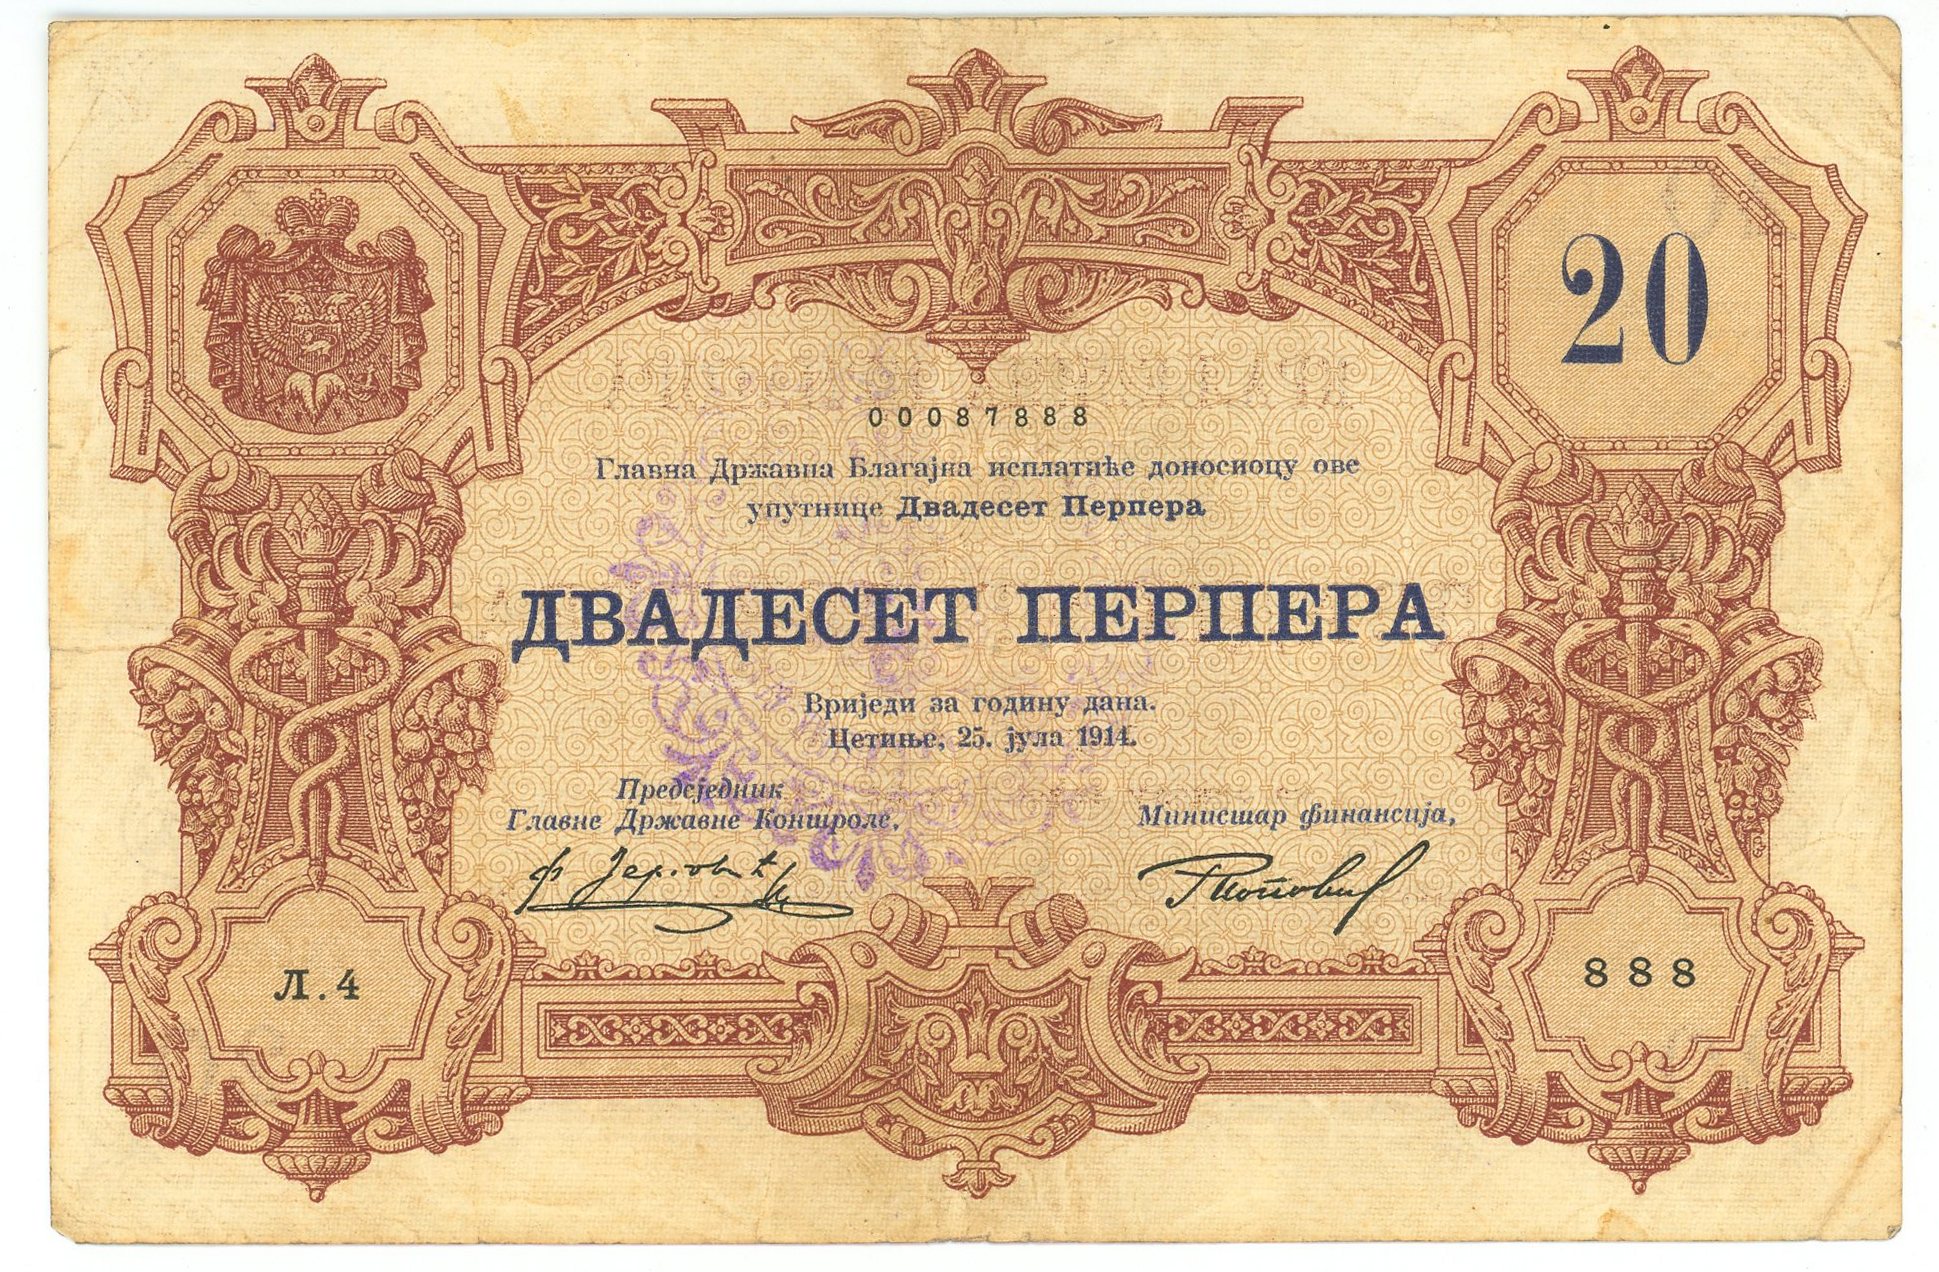 20
00087888
Главна Државна Благајна исплатиће доносиоцу ове
упутнице Двадесет Перпера
ДВАДЕСЕТ ПЕРПЕРА
Вриједи за годину дана.
Цетиње, 25. јула 1914.
Предсједник
Главне Државне Контроле,
Министар финансија,
Л.4
888